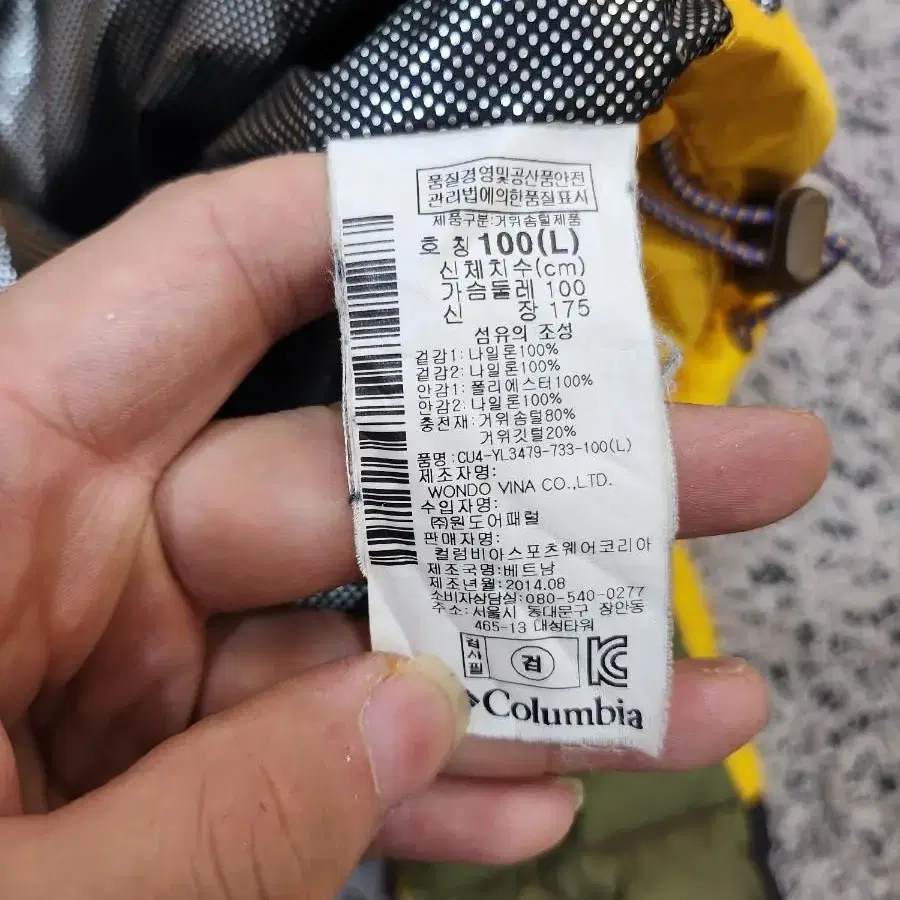 품질경영및공산품안전
관리법에의한품질표시
제품구분:거위솜털제품
호 칭 100(L)
신체치수(cm)
가슴둘레 100
신 장 175
섬유의 조성
겉감1: 나일론100%
겉감2: 나일론100%
안감1: 폴리에스터100%
안감2: 나일론100%
충전재: 거위솜털80%
거위깃털20%
품명:CU4-YL3479-733-100(L)
제조자명:
WONDO VINA CO.,LTD.
수입자명:
㈜원도어패럴
판매자명:
컬럼비아스포츠웨어코리아
제조국명:베트남
제조년월:2014.08
소비자상담실:080-540-0277
주소:서울시 동대문구 장안동
465-13 내성타워
검사필
검
Columbia